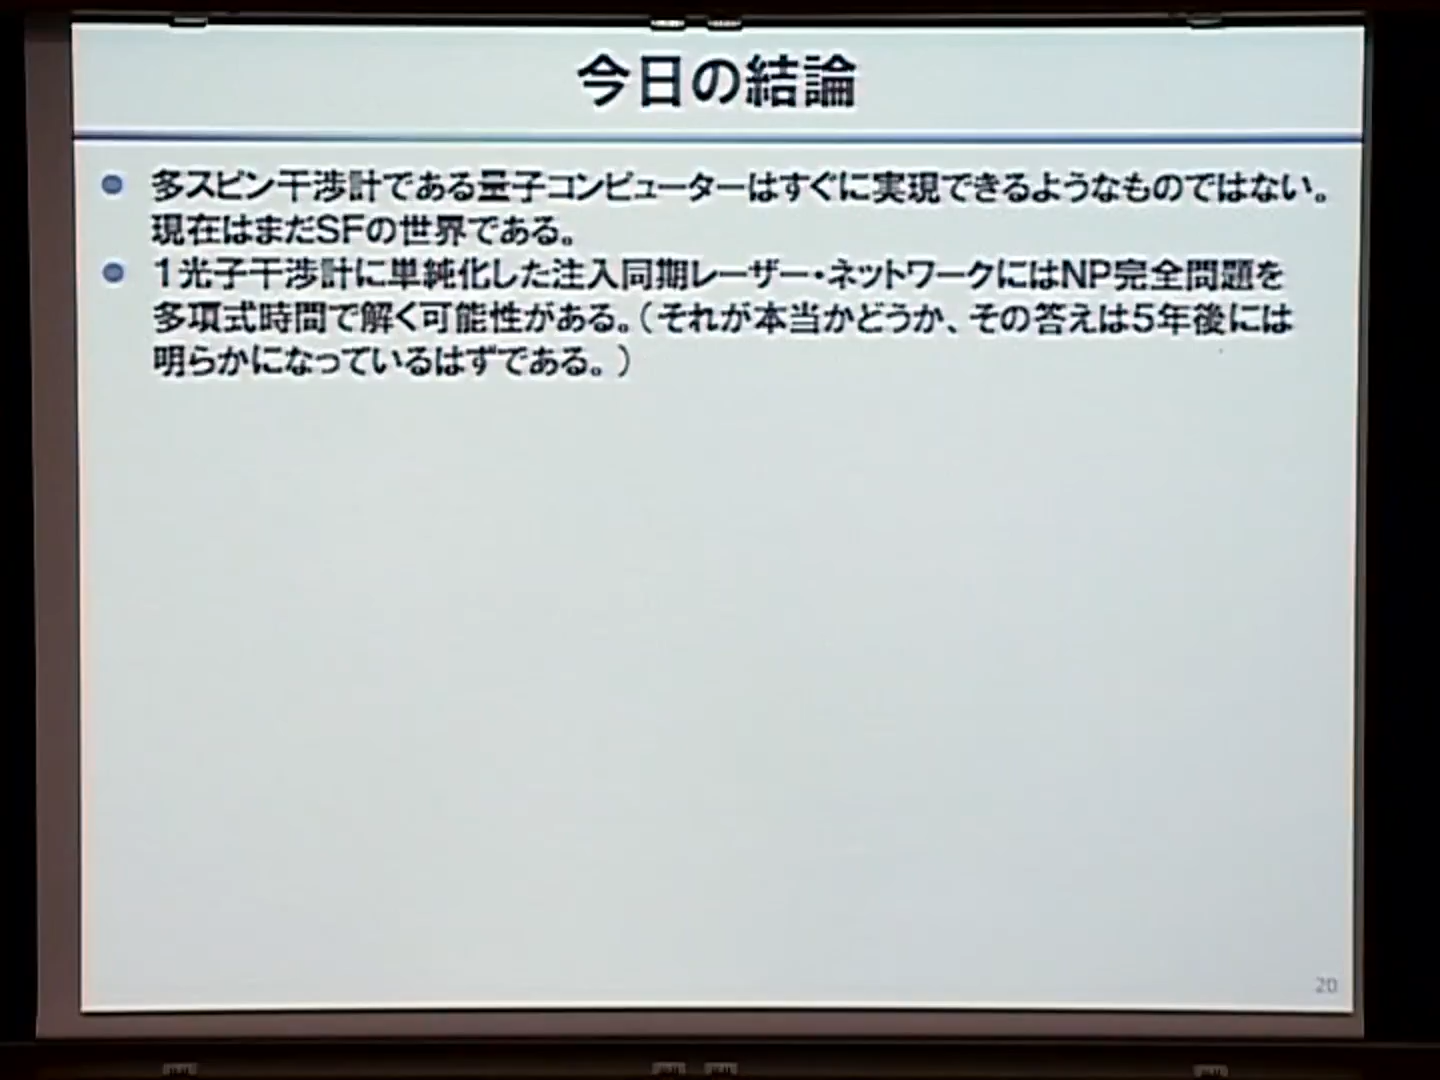 今日の結論
多スピン干渉計である量子コンピューターはすぐに実現できるようなものではない。
現在はまだSFの世界である。
1光子干渉計に単純化した注入同期レーザー・ネットワークにはNP完全問題を
多項式時間で解く可能性がある。（それが本当かどうか、その答えは5年後には
明らかになっているはずである。）
20